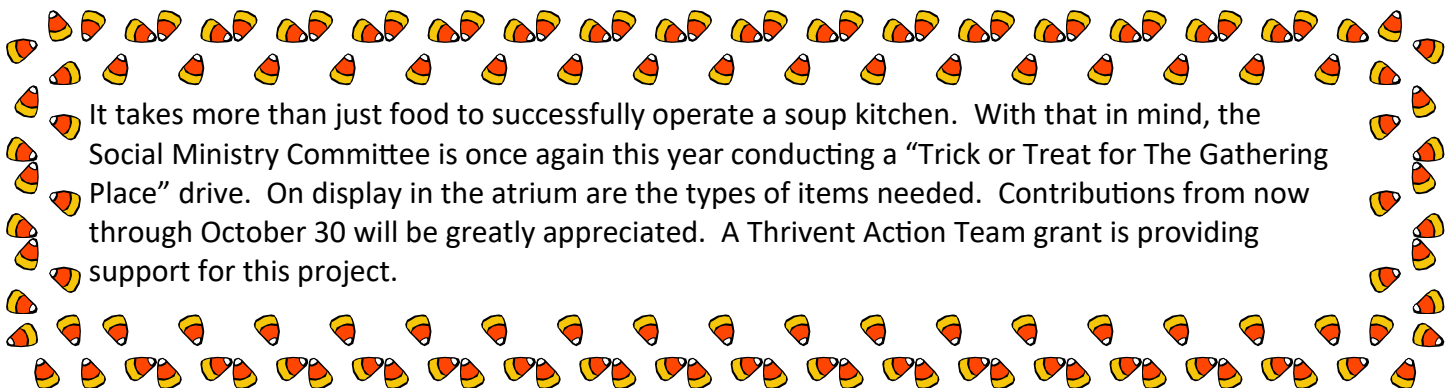 It takes more than just food to successfully operate a soup kitchen.  With that in mind, the
Social Ministry Committee is once again this year conducting a “Trick or Treat for The Gathering
Place” drive.  On display in the atrium are the types of items needed.  Contributions from now
through October 30 will be greatly appreciated.  A Thrivent Action Team grant is providing
support for this project.